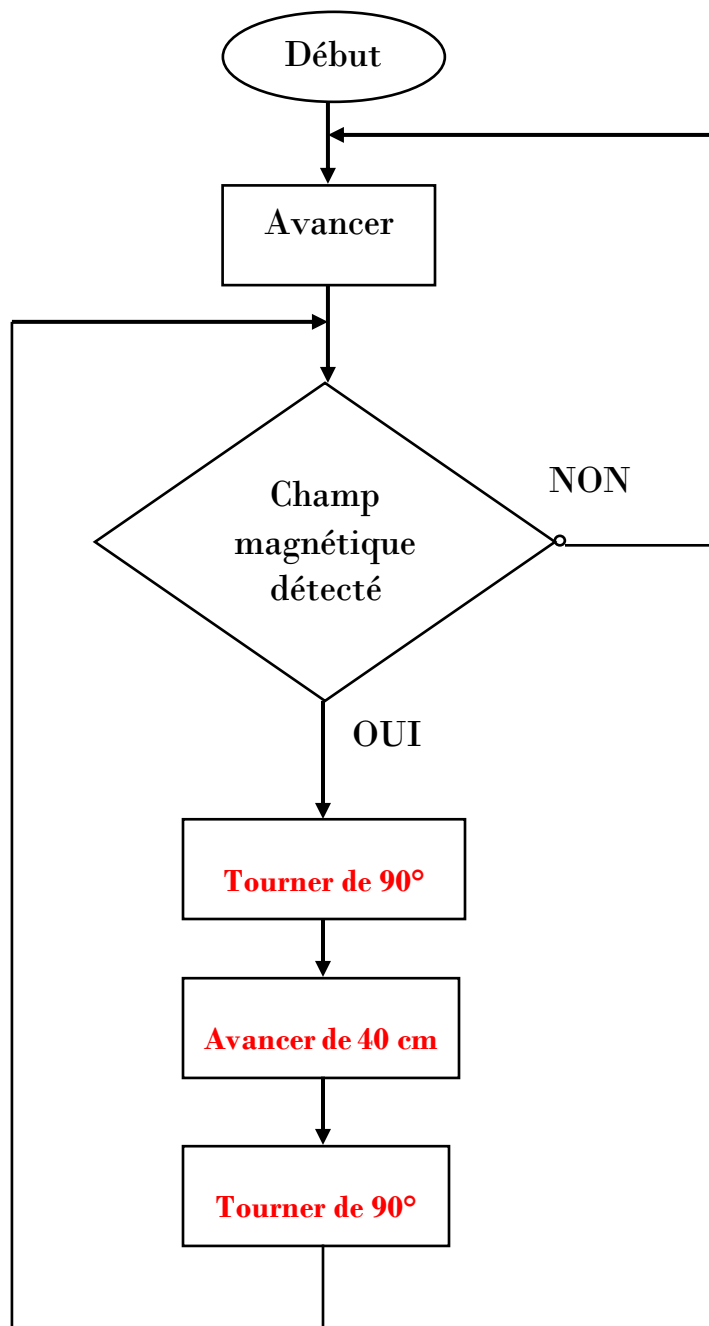 Début
Avancer
Champ
magnétique
détecté
NON
OUI
Tourner de 90°
Avancer de 40 cm
Tourner de 90°